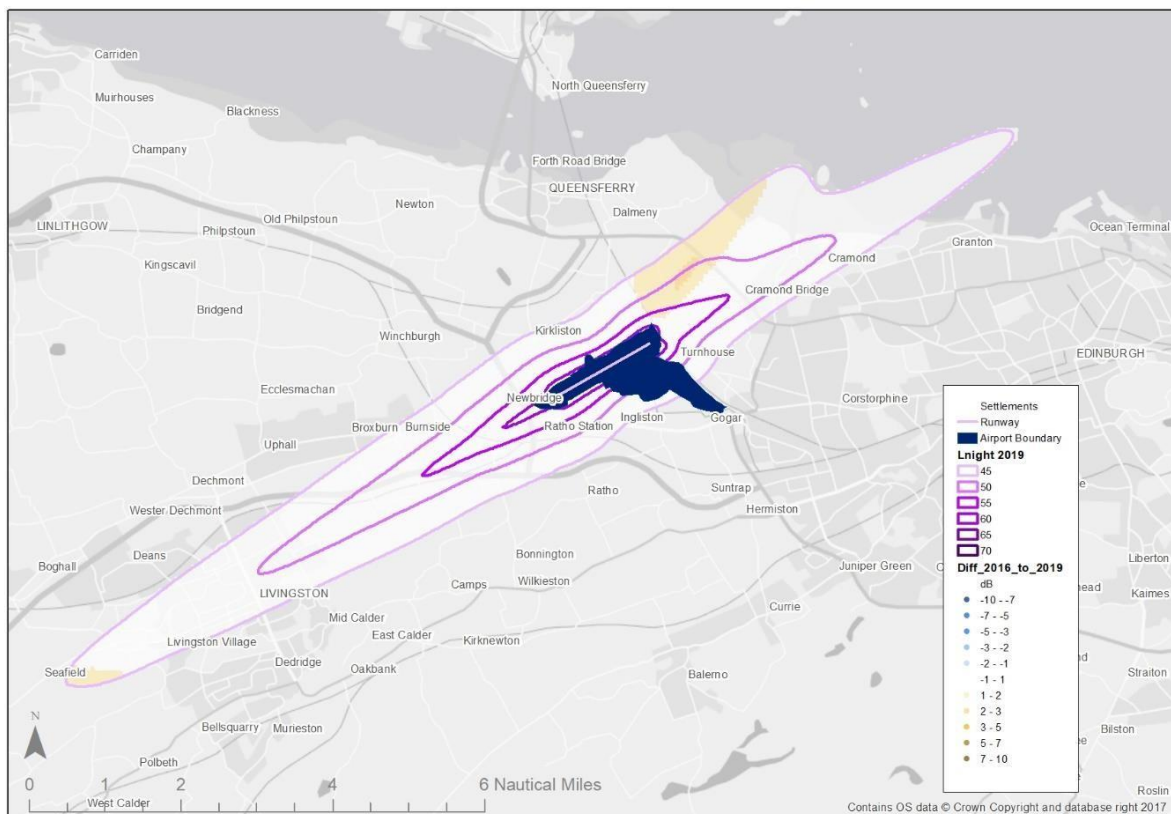 Carriden
Muirhouses
North Queensferry
Blackness
Champany
Forth Road Bridge
QUEENSFERRY
Newton
Dalmeny
LINLITHGOW
Old Philpstoun
Philpstoun
Ocean Terminal
Granton
Kingscavil
Cramond
Cramond Bridge
Bridgend
Kirkliston
Winchburgh
Turnhouse
EDINBURGH
Ecclesmachan
Newbridge
Corstorphine
Ingliston
Gogar
Broxburn
Burnside
Ratho Station
Uphall
Dechmont
Ratho
Suntrap
Wester Dechmont
Hermiston
Deans
Bonnington
Boghall
Juniper Green
Liberton
Camps
Wilkieston
LIVINGSTON
Kaimes
Currie
Mid Calder
East Calder
Livingston Village
Kirknewton
Dedridge
Oakbank
Seafield
Balerno
Straiton
Bellsquarry
Murieston
Bilston
Polbeth
West Calder
Roslin
N
0 2 4 6 Nautical Miles
Settlements
Runway
Airport Boundary
Lnight 2019
45
50
55
60
65
70
Diff_2016_to_2019
dB
-10 - -7
-7 - -5
-5 - -3
-3 - -2
-2 - -1
-1 - 1
1 - 2
2 - 3
3 - 5
5 - 7
7 - 10
Contains OS data © Crown Copyright and database right 2017